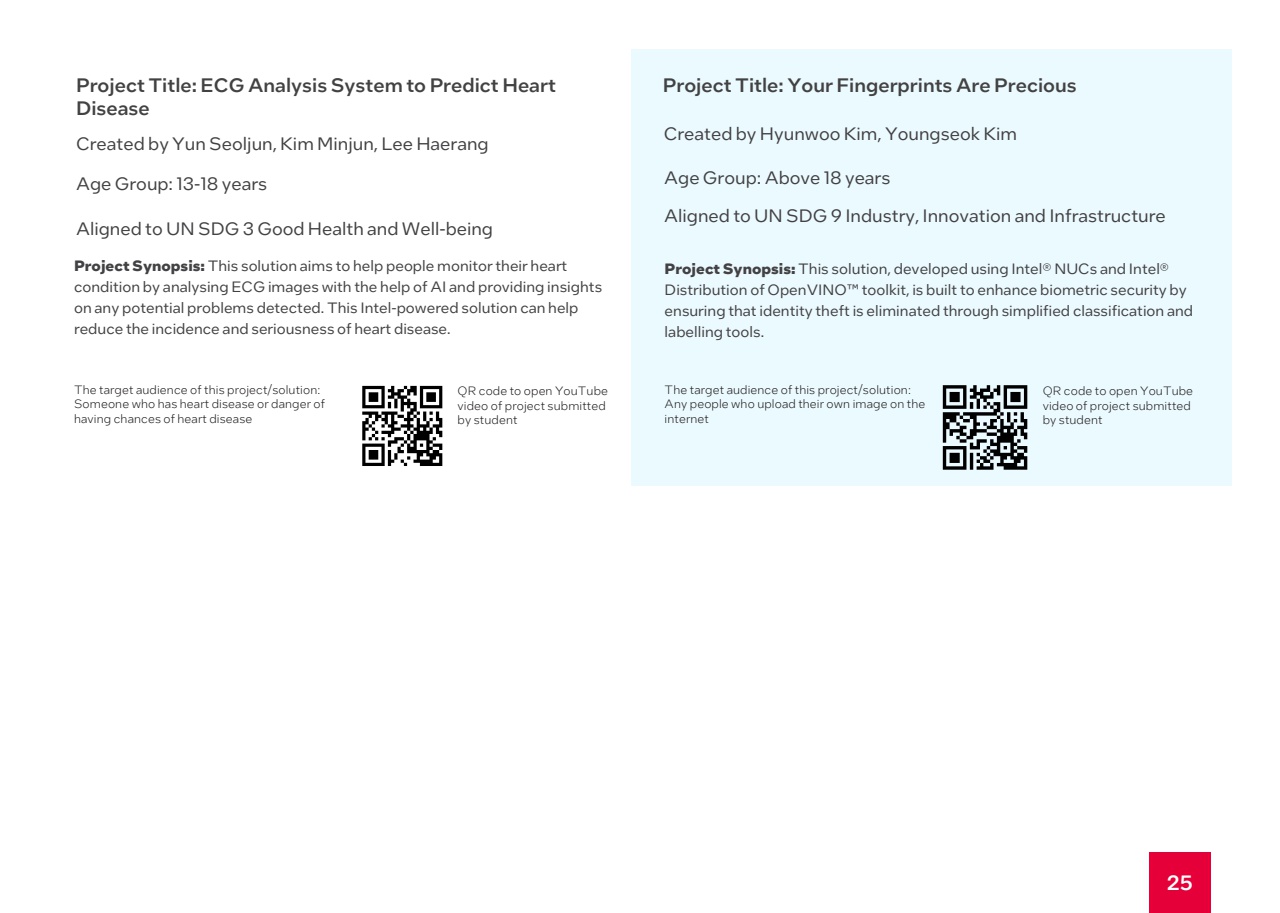 Project Title: ECG Analysis System to Predict Heart
Disease
Created by Yun Seoljun, Kim Minjun, Lee Haerang
Age Group: 13-18 years
Aligned to UN SDG 3 Good Health and Well-being
Project Synopsis: This solution aims to help people monitor their heart
condition by analysing ECG images with the help of AI and providing insights
on any potential problems detected. This Intel-powered solution can help
reduce the incidence and seriousness of heart disease.
The target audience of this project/solution:
Someone who has heart disease or danger of
having chances of heart disease
QR code to open YouTube
video of project submitted
by student
Project Title: Your Fingerprints Are Precious
Created by Hyunwoo Kim, Youngseok Kim
Age Group: Above 18 years
Aligned to UN SDG 9 Industry, Innovation and Infrastructure
Project Synopsis: This solution, developed using Intel® NUCs and Intel®
Distribution of OpenVINO™ toolkit, is built to enhance biometric security by
ensuring that identity theft is eliminated through simplified classification and
labelling tools.
The target audience of this project/solution:
Any people who upload their own image on the
internet
QR code to open YouTube
video of project submitted
by student
25